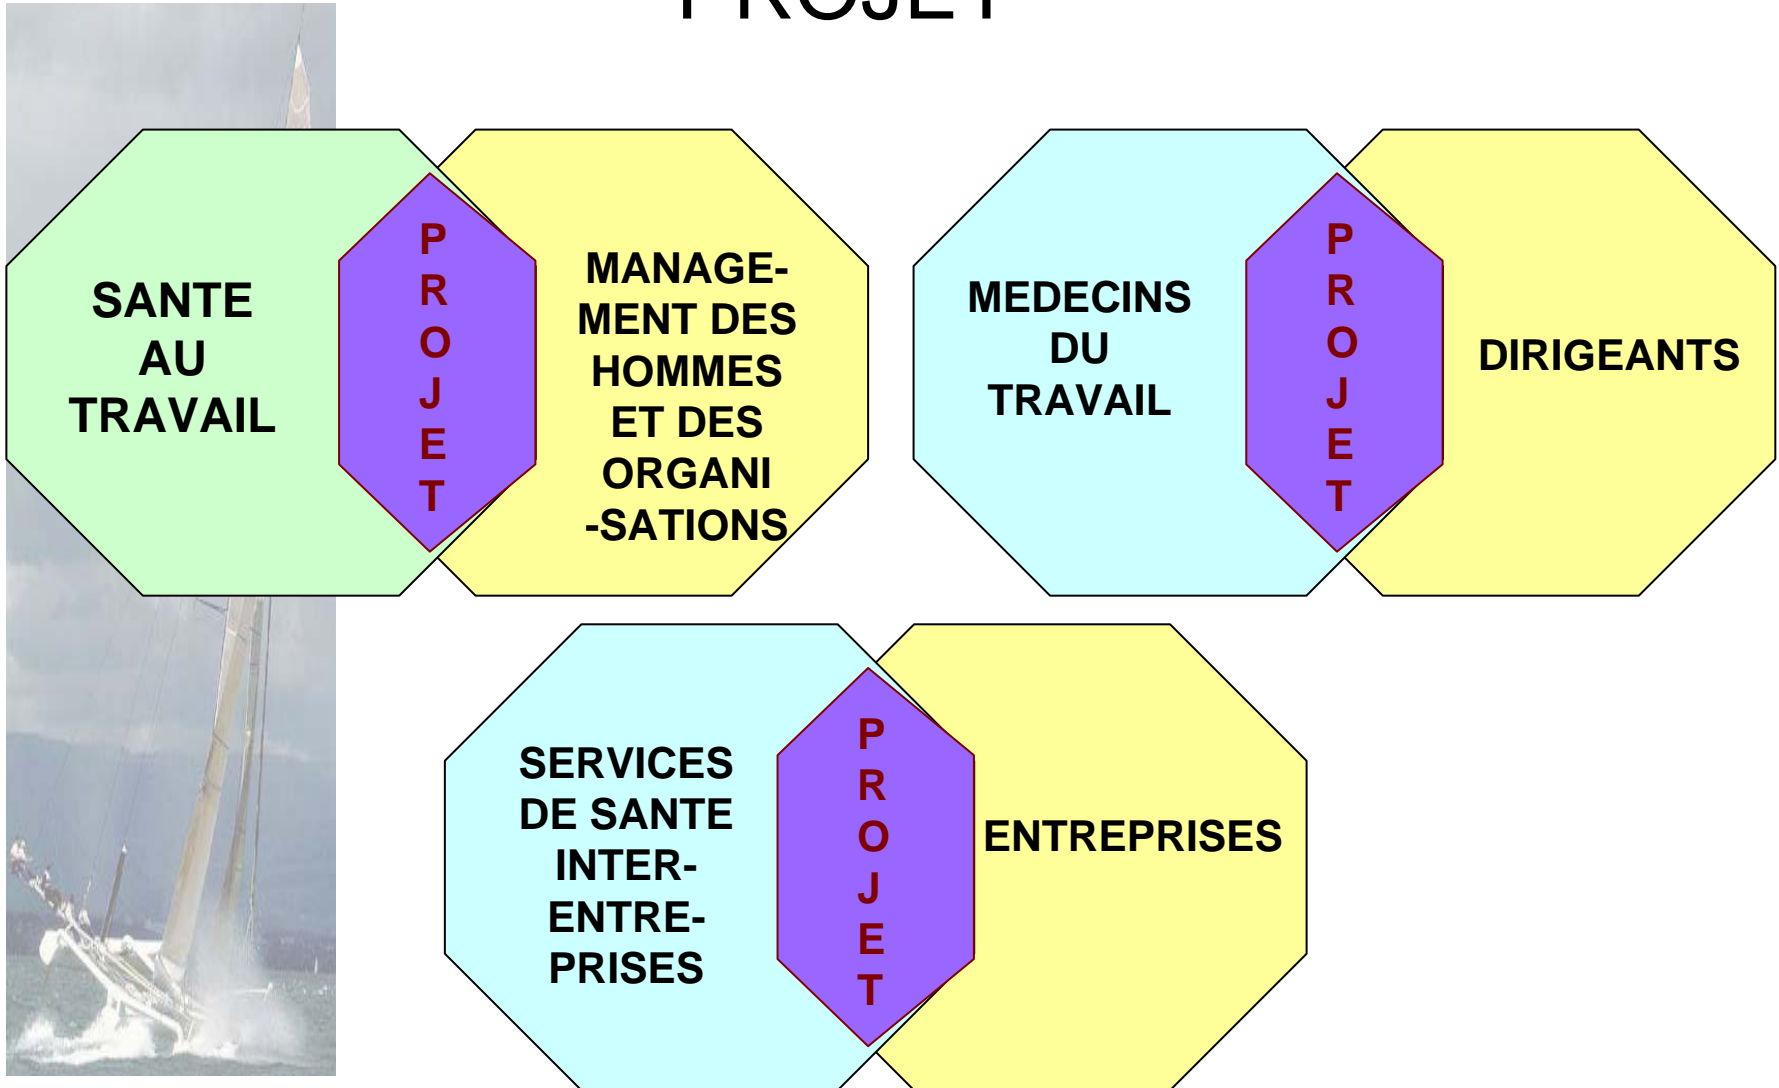 PROJET
SANTE
AU
TRAVAIL
P
R
O
J
E
T
MANAGE-
MENT DES
HOMMES
ET DES
ORGANI
-SATIONS
MEDECINS
DU
TRAVAIL
P
R
O
J
E
T
DIRIGEANTS
SERVICES
DE SANTE
INTER-
ENTRE-
PRISES
P
R
O
J
E
T
ENTREPRISES